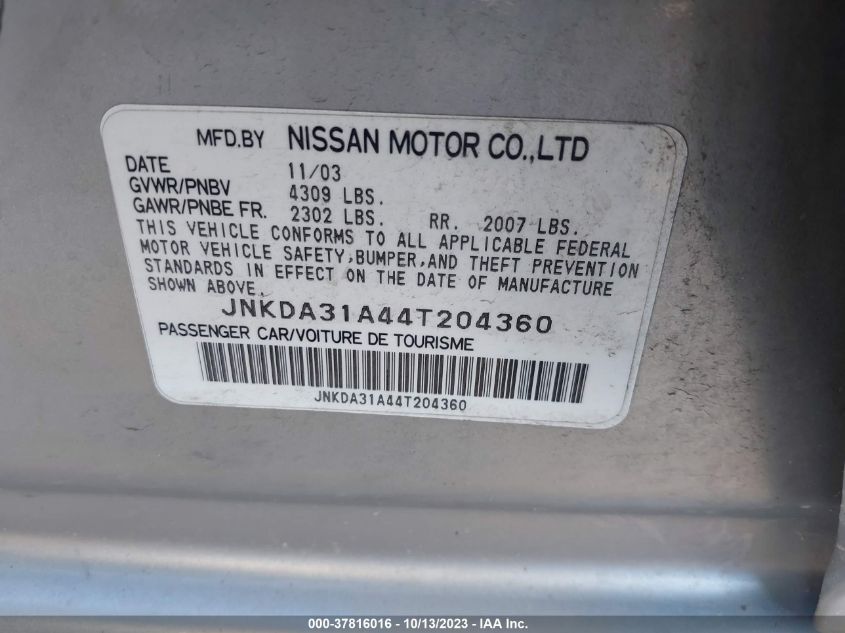 MFD.BY NISSAN MOTOR CO.,LTD
DATE 11/03
GVWR/PNBV 4309 LBS.
GAWR/PNBE FR. 2302 LBS. RR. 2007 LBS.
THIS VEHICLE CONFORMS TO ALL APPLICABLE FEDERAL
MOTOR VEHICLE SAFETY,BUMPER,AND THEFT PREVENTION
STANDARDS IN EFFECT ON THE DATE OF MANUFACTURE
SHOWN ABOVE.
JNKDA31A44T204360
PASSENGER CAR/VOITURE DE TOURISME
JNKDA31A44T204360
000-37816016 - 10/13/2023 - IAA Inc.